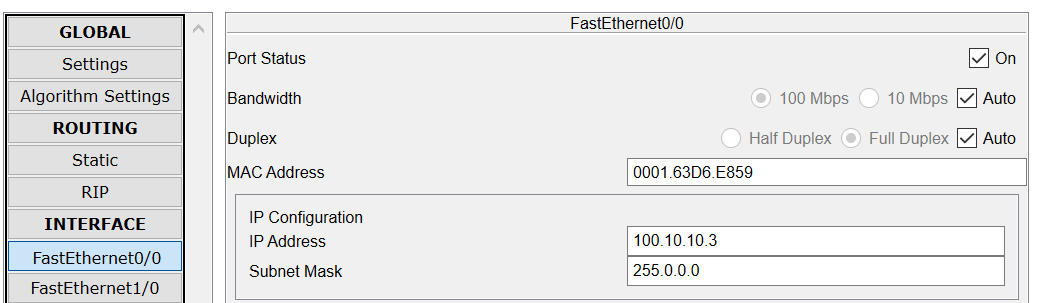 GLOBAL
Settings
Algorithm Settings
ROUTING
Static
RIP
INTERFACE
FastEthernet0/0
FastEthernet1/0
FastEthernet0/0
Port Status On
Bandwidth 100 Mbps 10 Mbps Auto
Duplex Half Duplex Full Duplex Auto
MAC Address 0001.63D6.E859
IP Configuration
IP Address 100.10.10.3
Subnet Mask 255.0.0.0